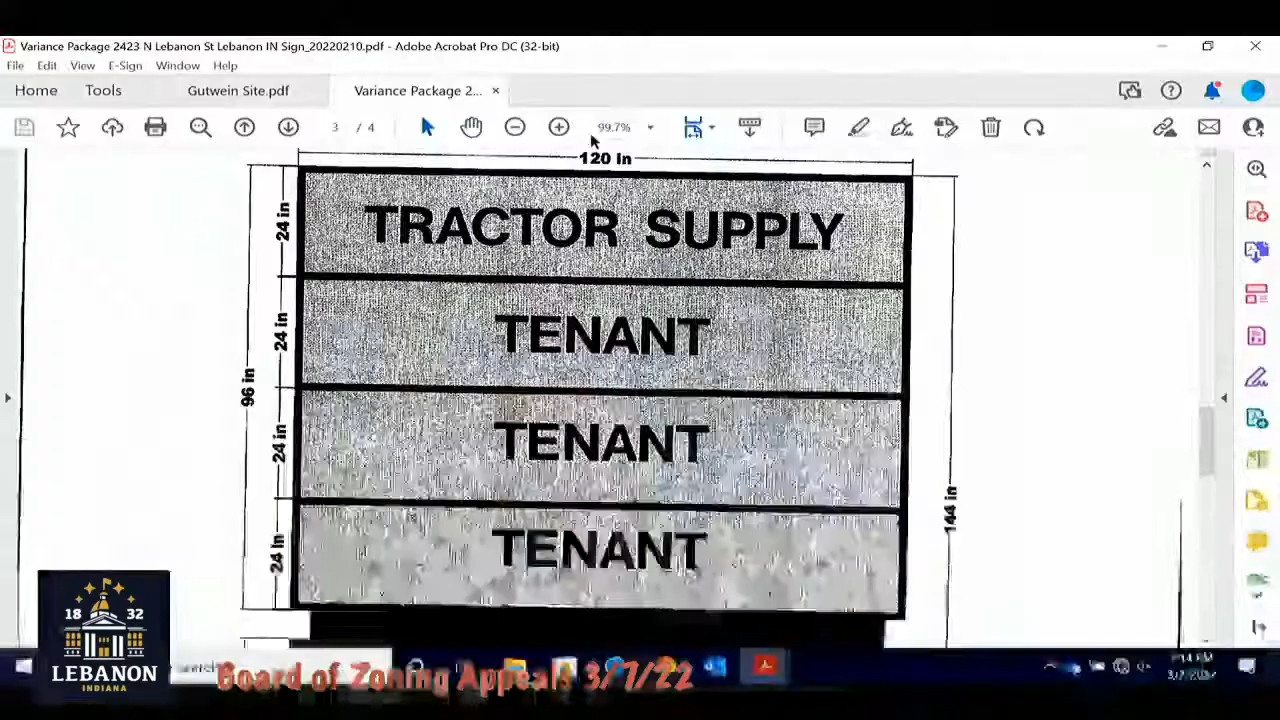 Variance Package 2423 N Lebanon St Lebanon IN Sign_20220210.pdf - Adobe Acrobat Pro DC (32-bit)
File Edit View E-Sign Window Help
Home Tools Gutwein Site.pdf Variance Package 2... ×
3 / 4 99.7%
120 in
24 in
TRACTOR SUPPLY
24 in
TENANT
96 in
24 in
TENANT
144 in
24 in
TENANT
18 32
LEBANON
INDIANA
Board of Zoning Appeals 3/7/22